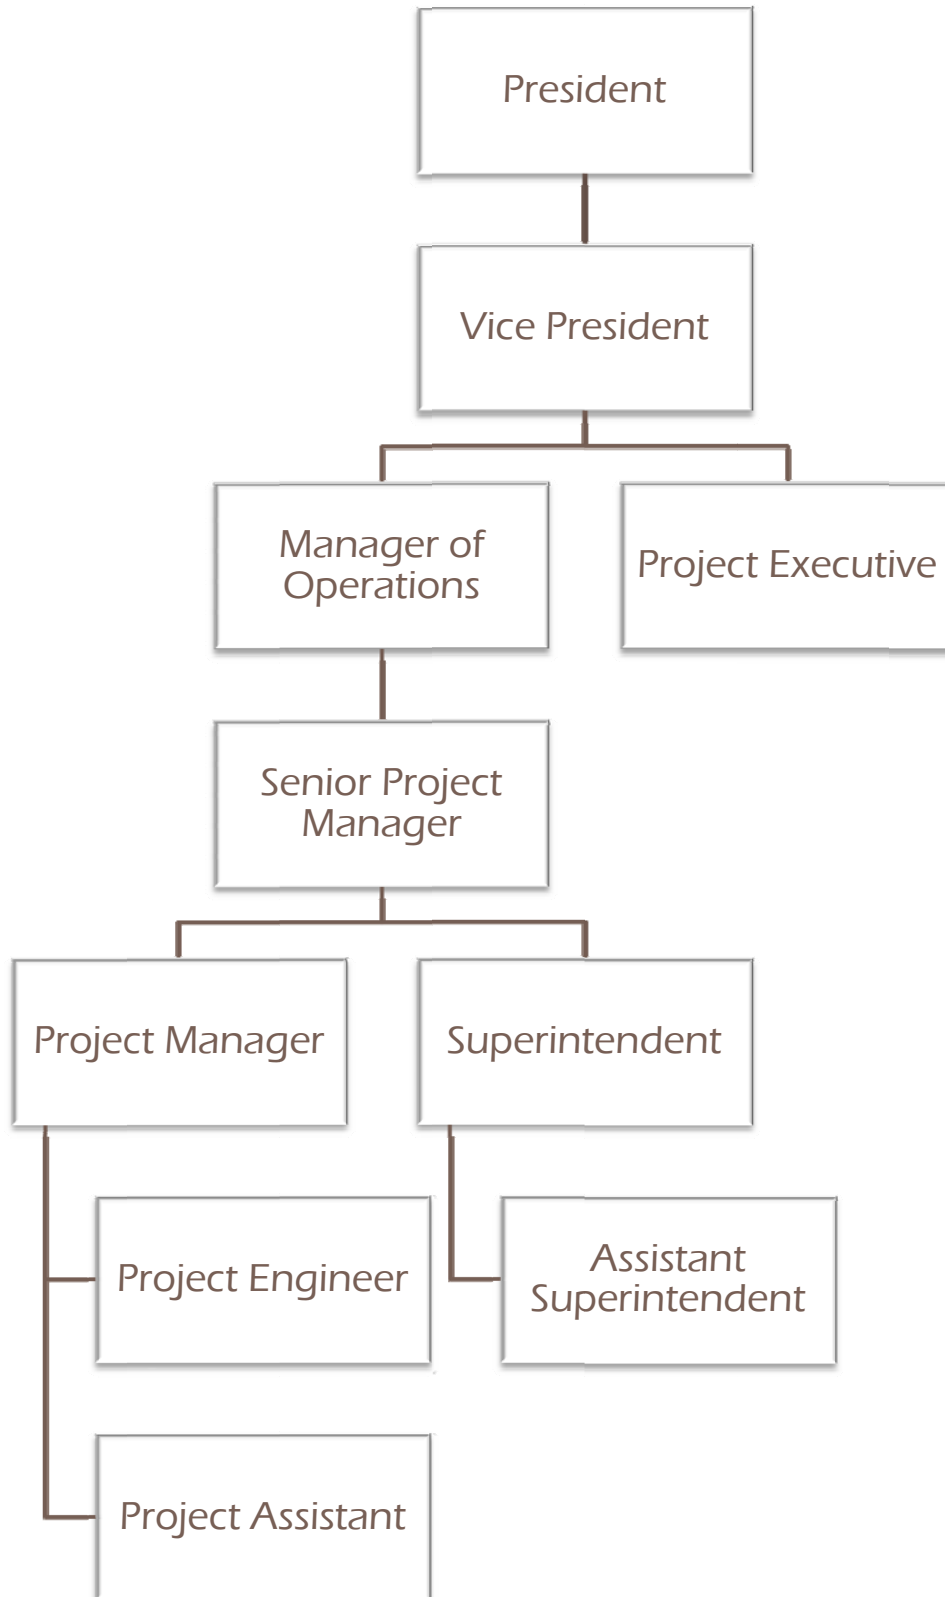 President
Vice President
Manager of
Operations
Project Executive
Senior Project
Manager
Project Manager
Superintendent
Project Engineer
Assistant
Superintendent
Project Assistant